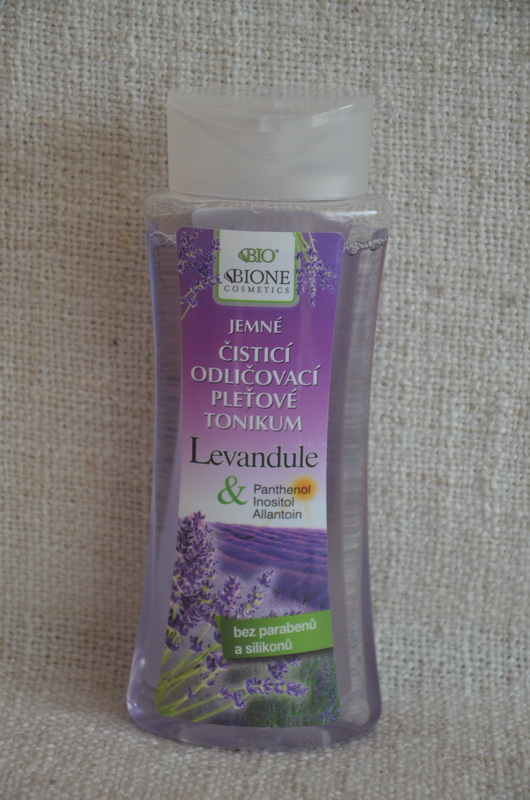 BIO®
BIONE
COSMETICS
JEMNÉ
ČISTICÍ
ODLIČOVACÍ
PLEŤOVÉ
TONIKUM
Levandule
& Panthenol
Inositol
Allantoin
bez parabenů
a silikonů